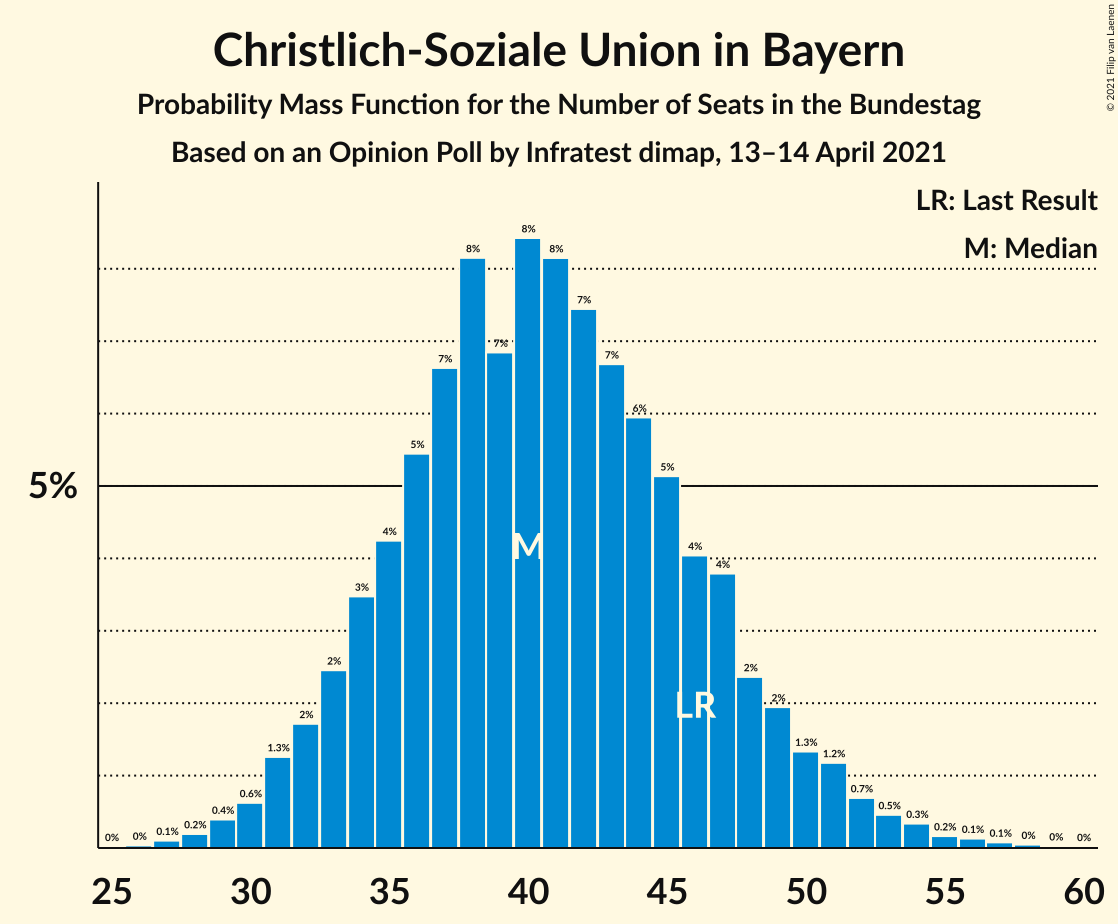 Christlich-Soziale Union in Bayern
Probability Mass Function for the Number of Seats in the Bundestag
Based on an Opinion Poll by Infratest dimap, 13–14 April 2021
© 2021 Filip van Laenen
LR: Last Result
M: Median
5%
0% 0% 0.1% 0.2% 0.4% 0.6% 1.3% 2% 2% 3% 4% 5% 7% 8% 7% 8% 8% 7% 7% 6% 5% 4% 4% 2% 2% 1.3% 1.2% 0.7% 0.5% 0.3% 0.2% 0.1% 0.1% 0% 0% 0%
M
LR
25 30 35 40 45 50 55 60